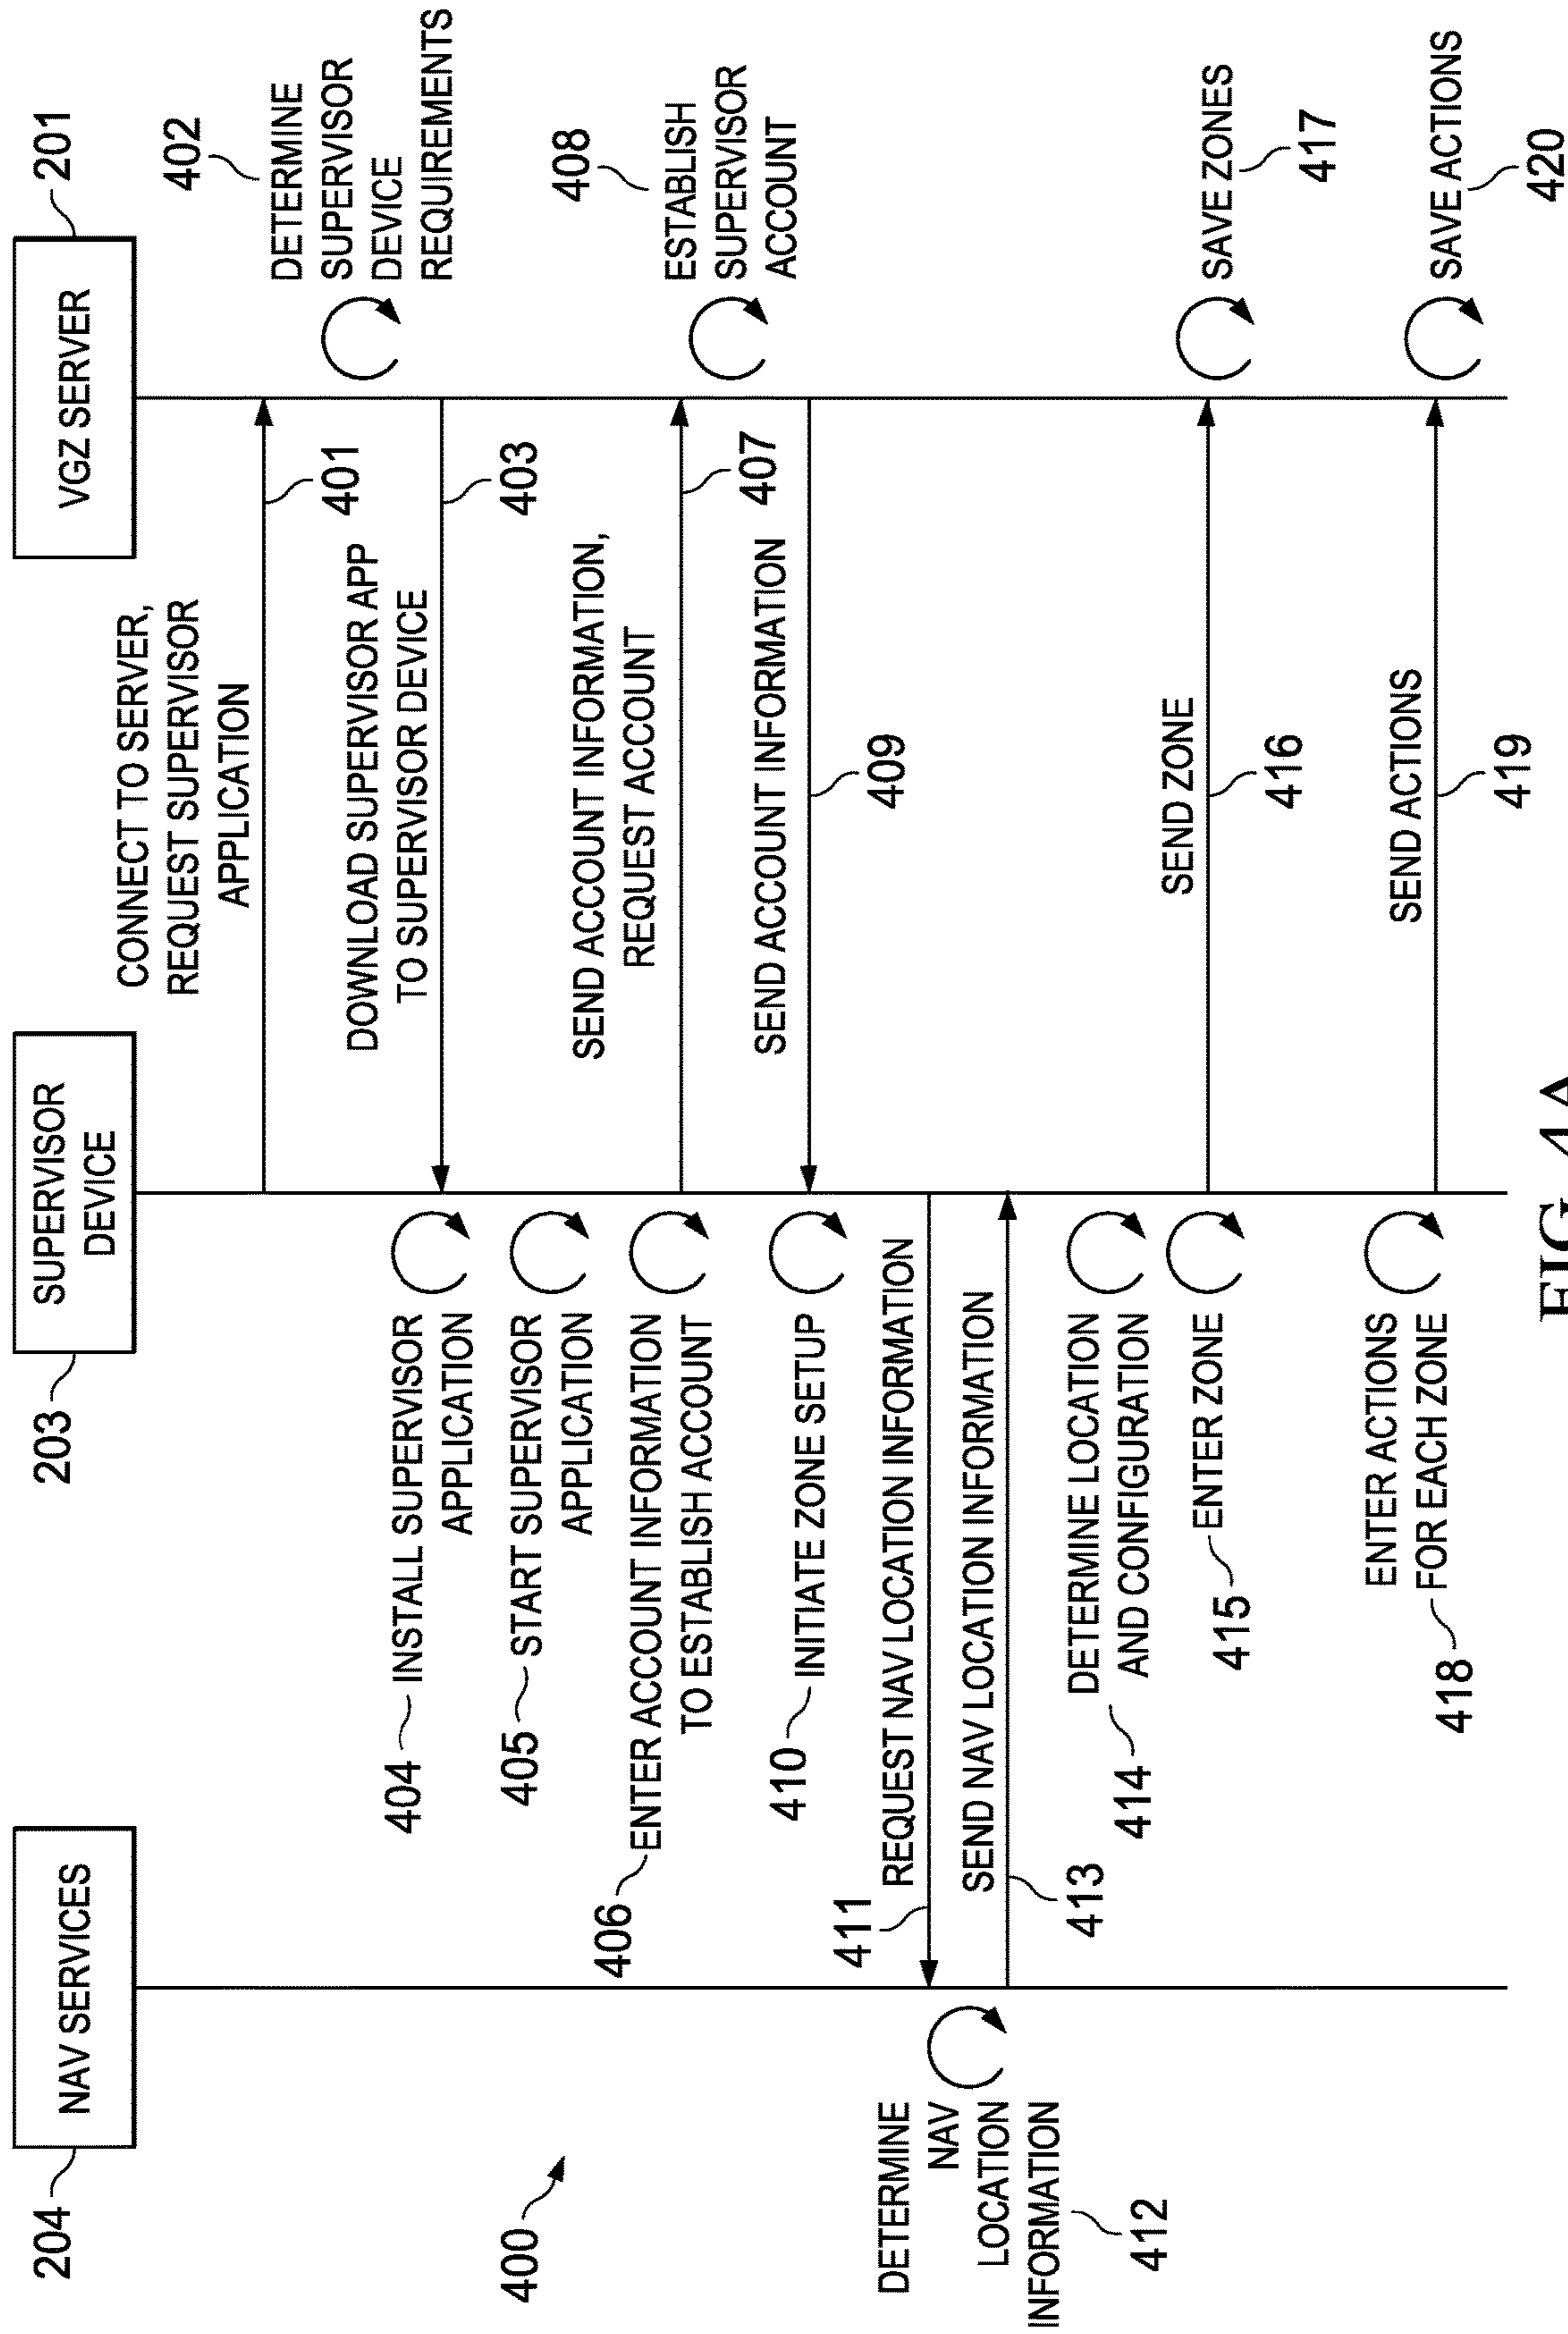 204
NAV SERVICES
203
SUPERVISOR
DEVICE
201
VGZ SERVER
400
CONNECT TO SERVER,
REQUEST SUPERVISOR
APPLICATION
401
402
DETERMINE
SUPERVISOR
DEVICE
REQUIREMENTS
DOWNLOAD SUPERVISOR APP
TO SUPERVISOR DEVICE
403
404
INSTALL SUPERVISOR
APPLICATION
405
START SUPERVISOR
APPLICATION
406
ENTER ACCOUNT INFORMATION
TO ESTABLISH ACCOUNT
SEND ACCOUNT INFORMATION,
REQUEST ACCOUNT
407
408
ESTABLISH
SUPERVISOR
ACCOUNT
SEND ACCOUNT INFORMATION
409
410
INITIATE ZONE SETUP
411
REQUEST NAV LOCATION INFORMATION
DETERMINE
NAV
LOCATION
INFORMATION
412
SEND NAV LOCATION INFORMATION
413
DETERMINE LOCATION
AND CONFIGURATION
414
ENTER ZONE
415
SEND ZONE
416
SAVE ZONES
417
ENTER ACTIONS
FOR EACH ZONE
418
SEND ACTIONS
419
SAVE ACTIONS
420
FIG. 4A